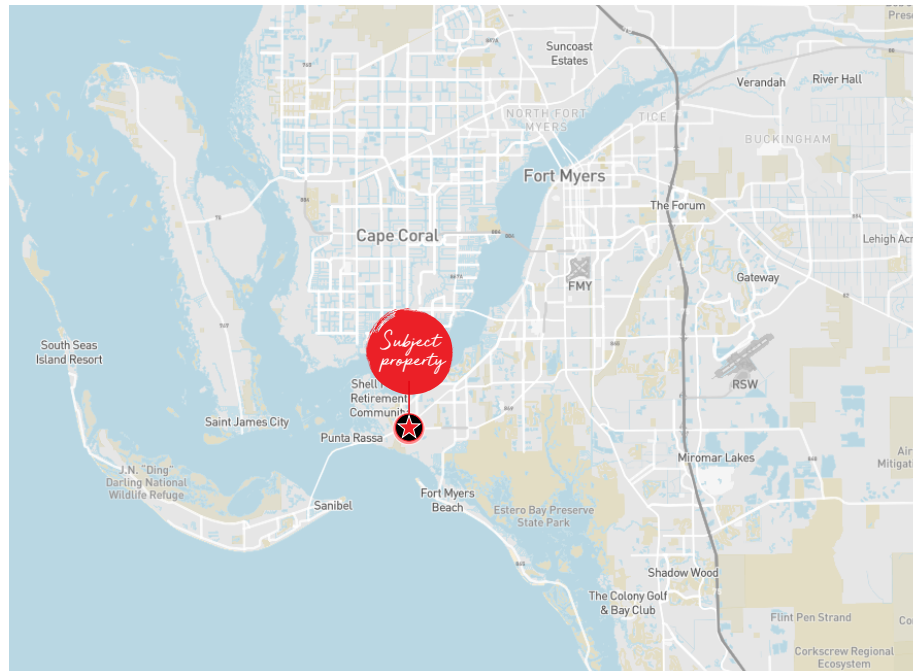 Suncoast
Estates
Verandah
River Hall
NORTH FORT
MYERS
TICE
BUCKINGHAM
Fort Myers
The Forum
Cape Coral
Lehigh Acr
Gateway
FMY
Subject
property
South Seas
Island Resort
RSW
Shell
Retirement
Communit
Saint James City
Punta Rassa
Miromar Lakes
Air
Mitigati
J.N. "Ding"
Darling National
Wildlife Refuge
Sanibel
Fort Myers
Beach
Estero Bay Preserve
State Park
Shadow Wood
The Colony Golf
& Bay Club
Flint Pen Strand
Corkscrew Regional
Ecosystem